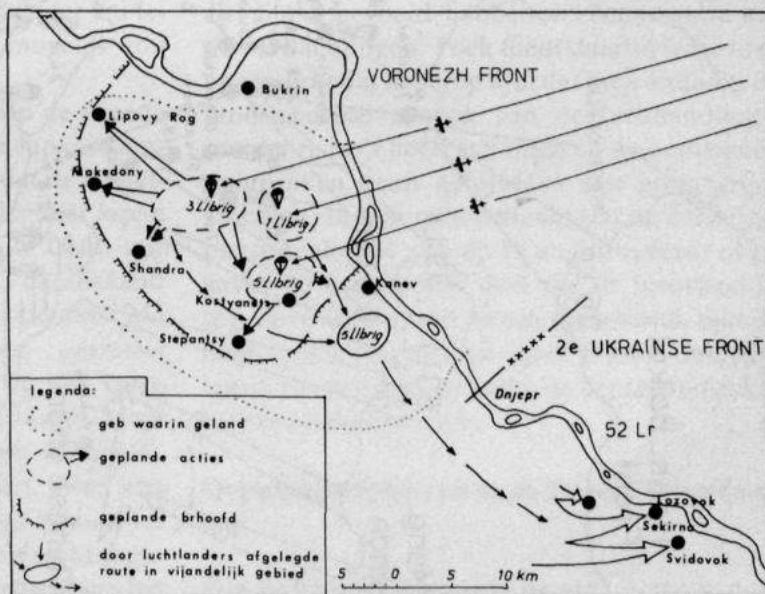 VORONEZH FRONT
Bukrin
Lipovy Rog
Makedony
3 Llbrig
1 Llbrig
Shandra
5 Llbrig
Kostyanets
Kanev
Stepantsy
5 Llbrig
xxxx
2e UKRAINSE FRONT
Dnjepr
52 Lr
Lozovok
Sekirna
Svidovok
legenda:
geb waarin geland
geplande acties
geplande brhoofd
door luchtlanders afgelegde
route in vijandelijk gebied
5 0 5 10 km